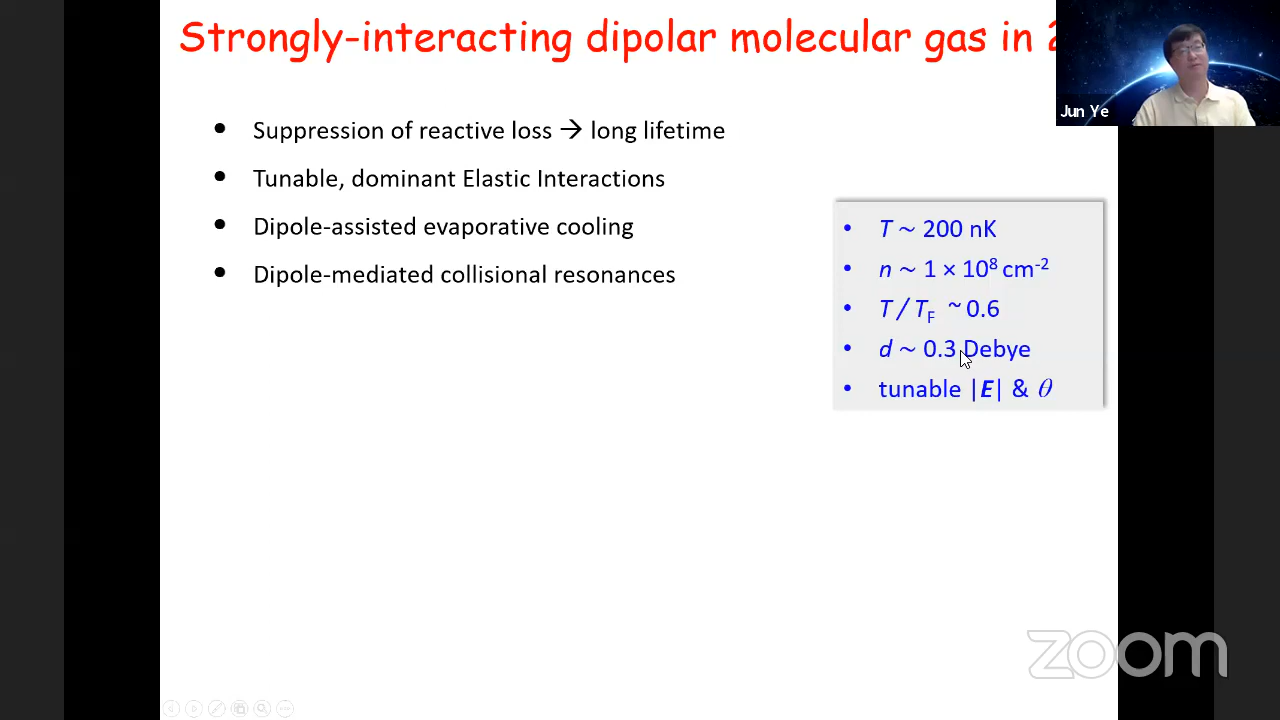 Strongly-interacting dipolar molecular gas in 2
Jun Ye
• Suppression of reactive loss → long lifetime
• Tunable, dominant Elastic Interactions
• Dipole-assisted evaporative cooling
• Dipole-mediated collisional resonances
• T ~ 200 nK
• n ~ 1 × 10⁸ cm⁻²
• T / T_F ~ 0.6
• d ~ 0.3 Debye
• tunable |E| & θ
zoom